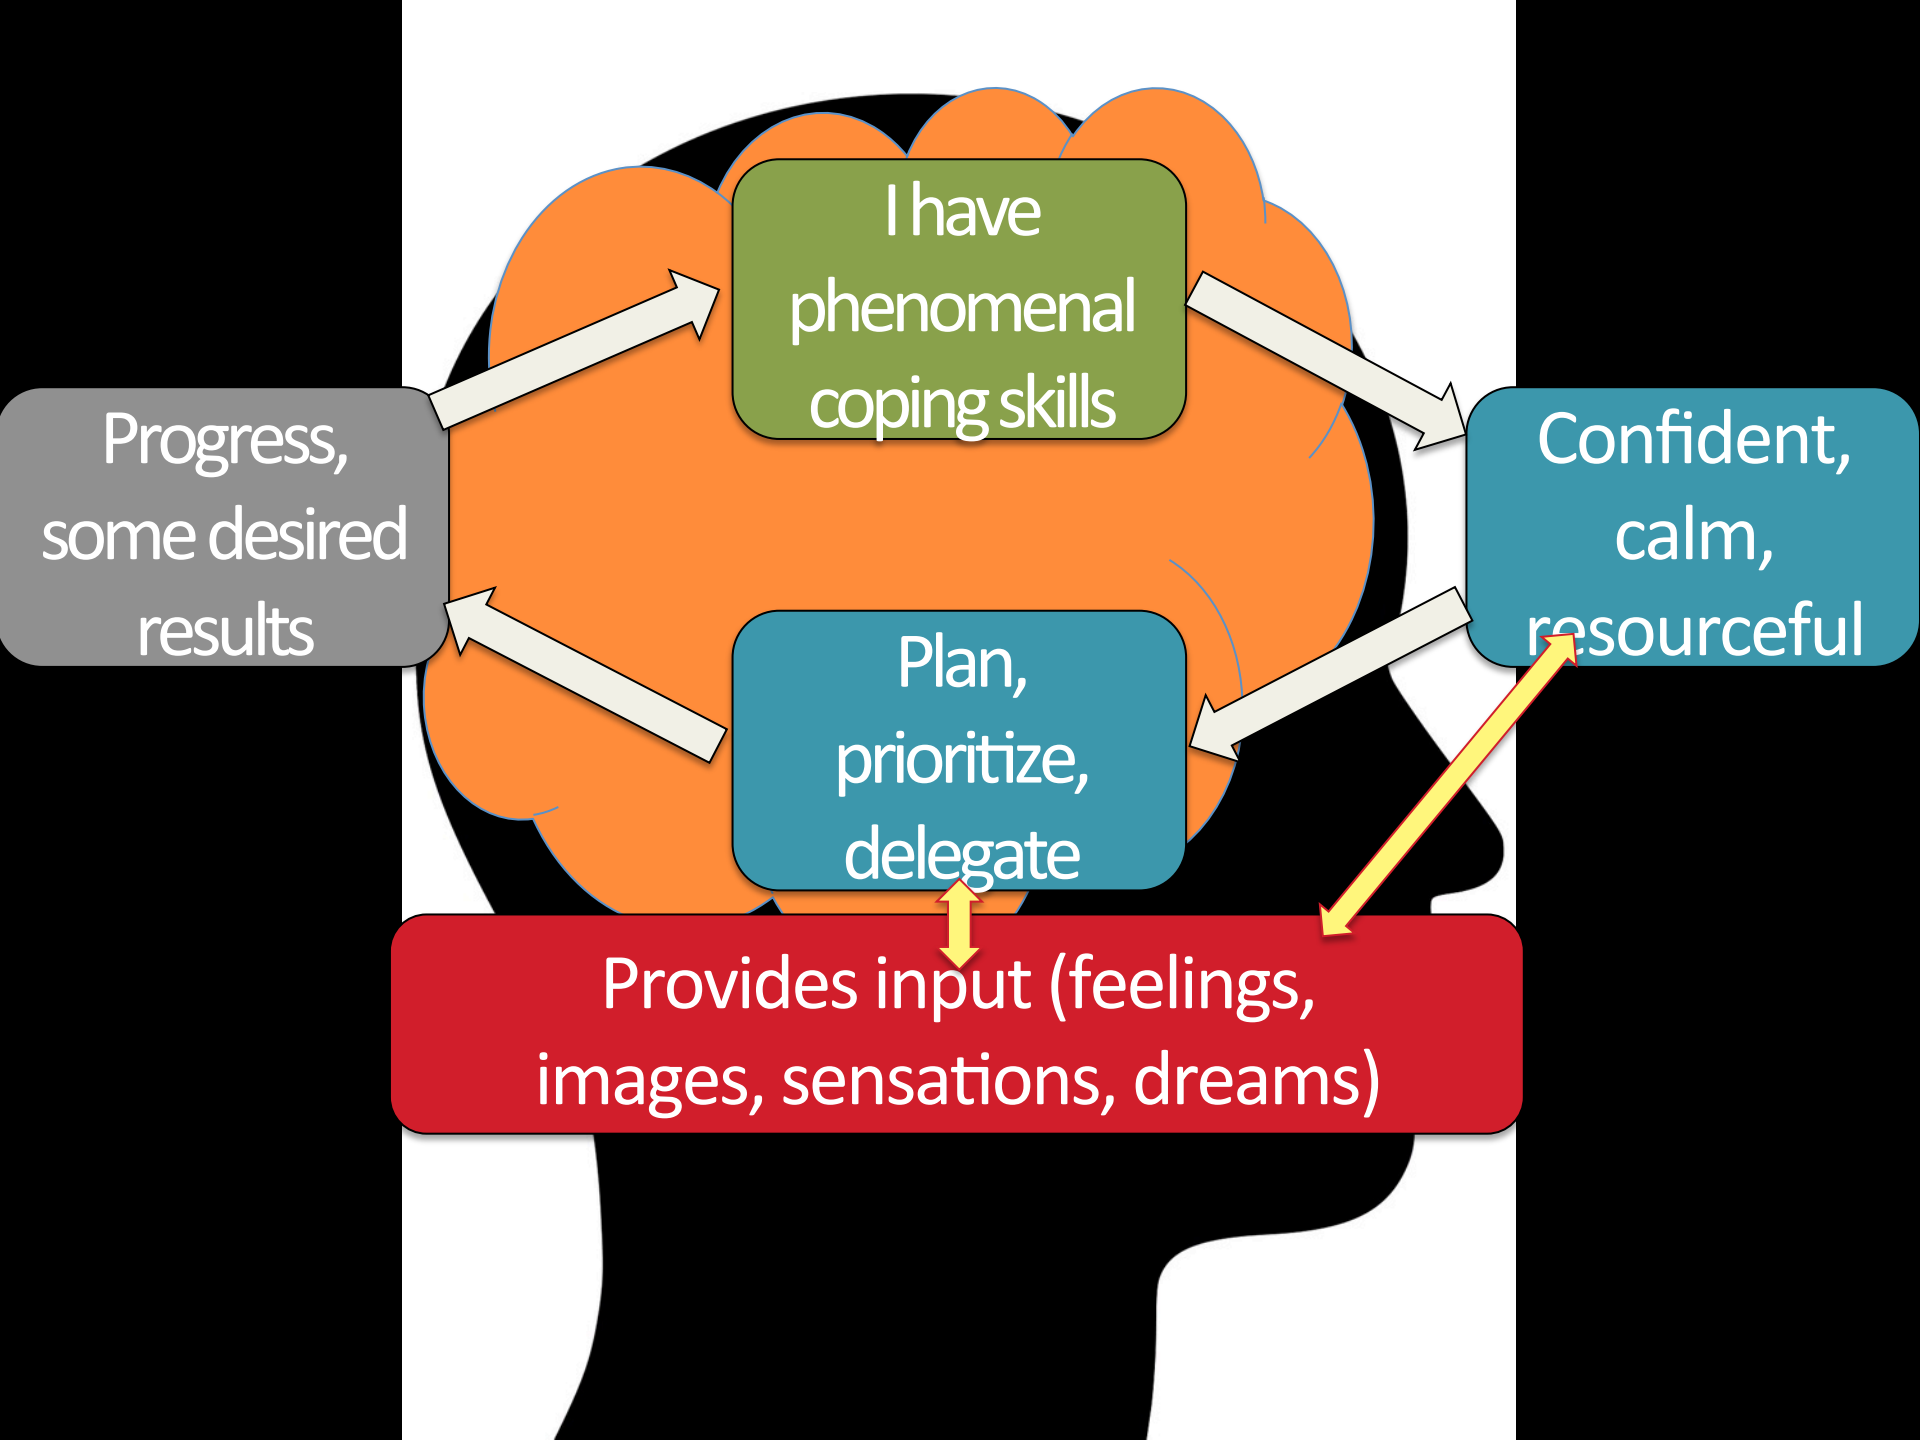 I have
phenomenal
coping skills
Progress,
some desired
results
Confident,
calm,
resourceful
Plan,
prioritize,
delegate
Provides input (feelings,
images, sensations, dreams)